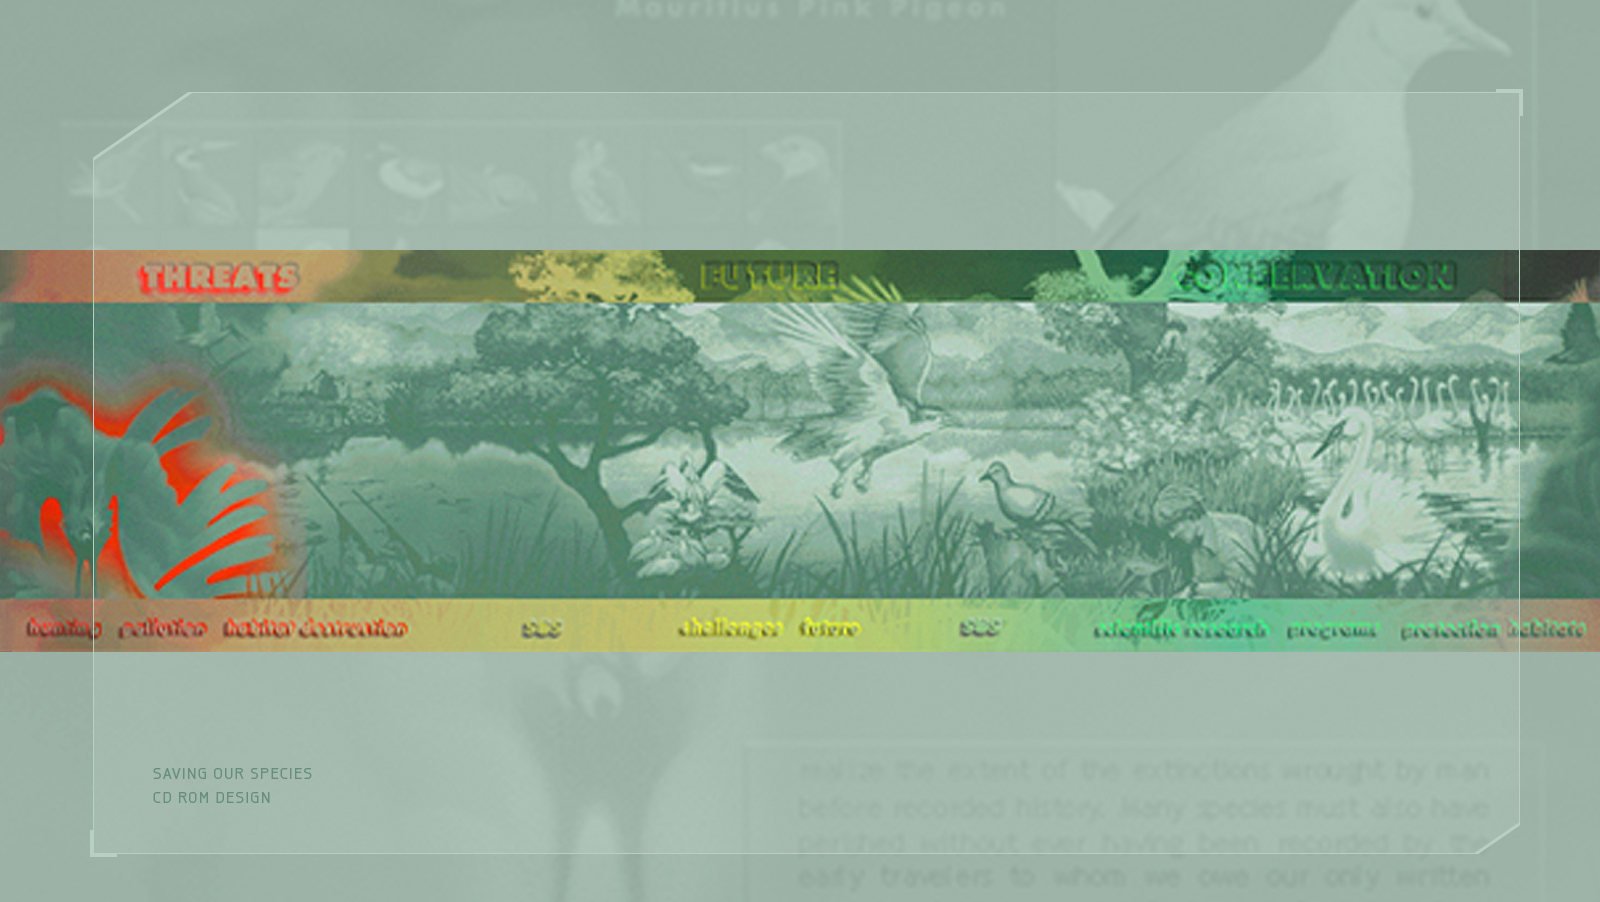 Mauritius Pink Pigeon
THREATS FUTURE CONSERVATION
hunting pollution habitat destruction SOS challenges future SOS scientific research programs protection habitats
SAVING OUR SPECIES
CD ROM DESIGN
realize the extent of the extinctions wrought by man
before recorded history. Many species must also have
perished without ever having been recorded by the
early travelers to whom we owe our only written